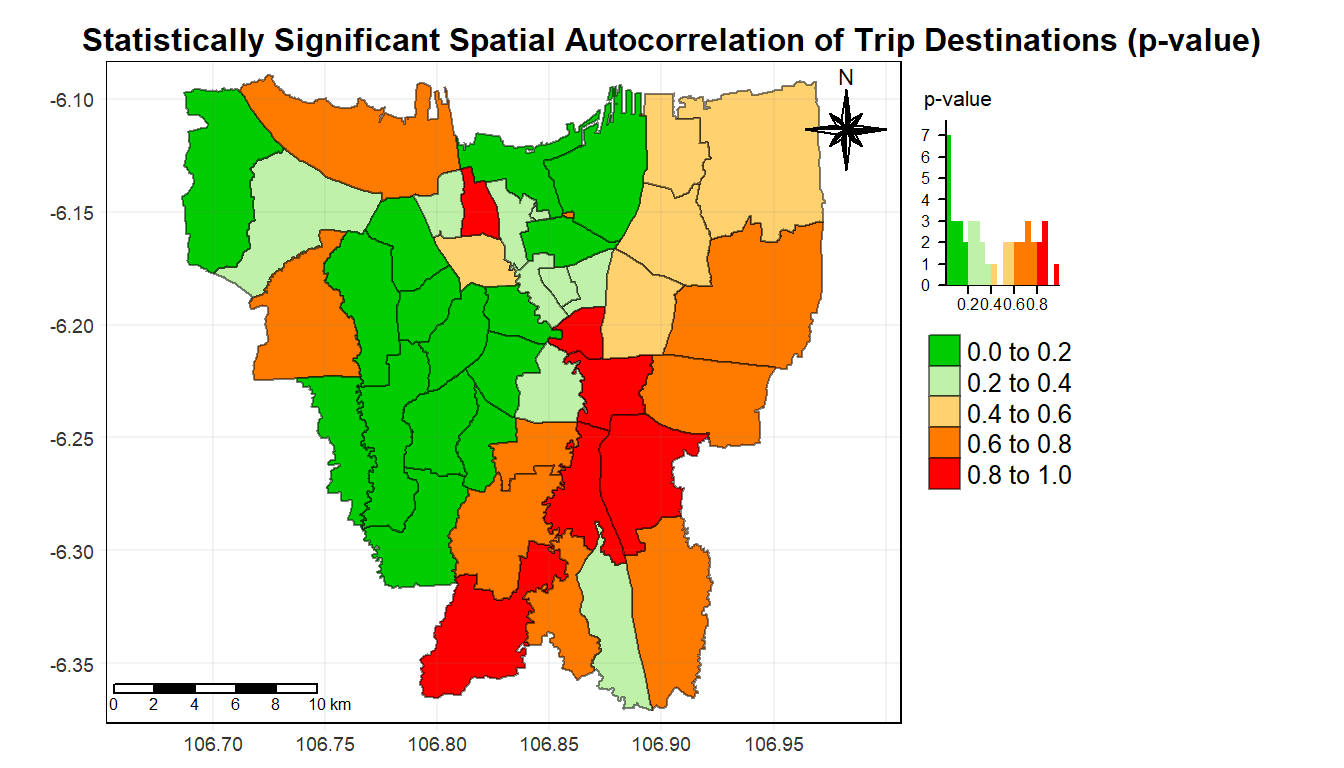 Statistically Significant Spatial Autocorrelation of Trip Destinations (p-value)
N
-6.10
-6.15
-6.20
-6.25
-6.30
-6.35
0 2 4 6 8 10 km
106.70 106.75 106.80 106.85 106.90 106.95
p-value
7
6
5
4
3
2
1
0
0.20.40.60.8
0.0 to 0.2
0.2 to 0.4
0.4 to 0.6
0.6 to 0.8
0.8 to 1.0